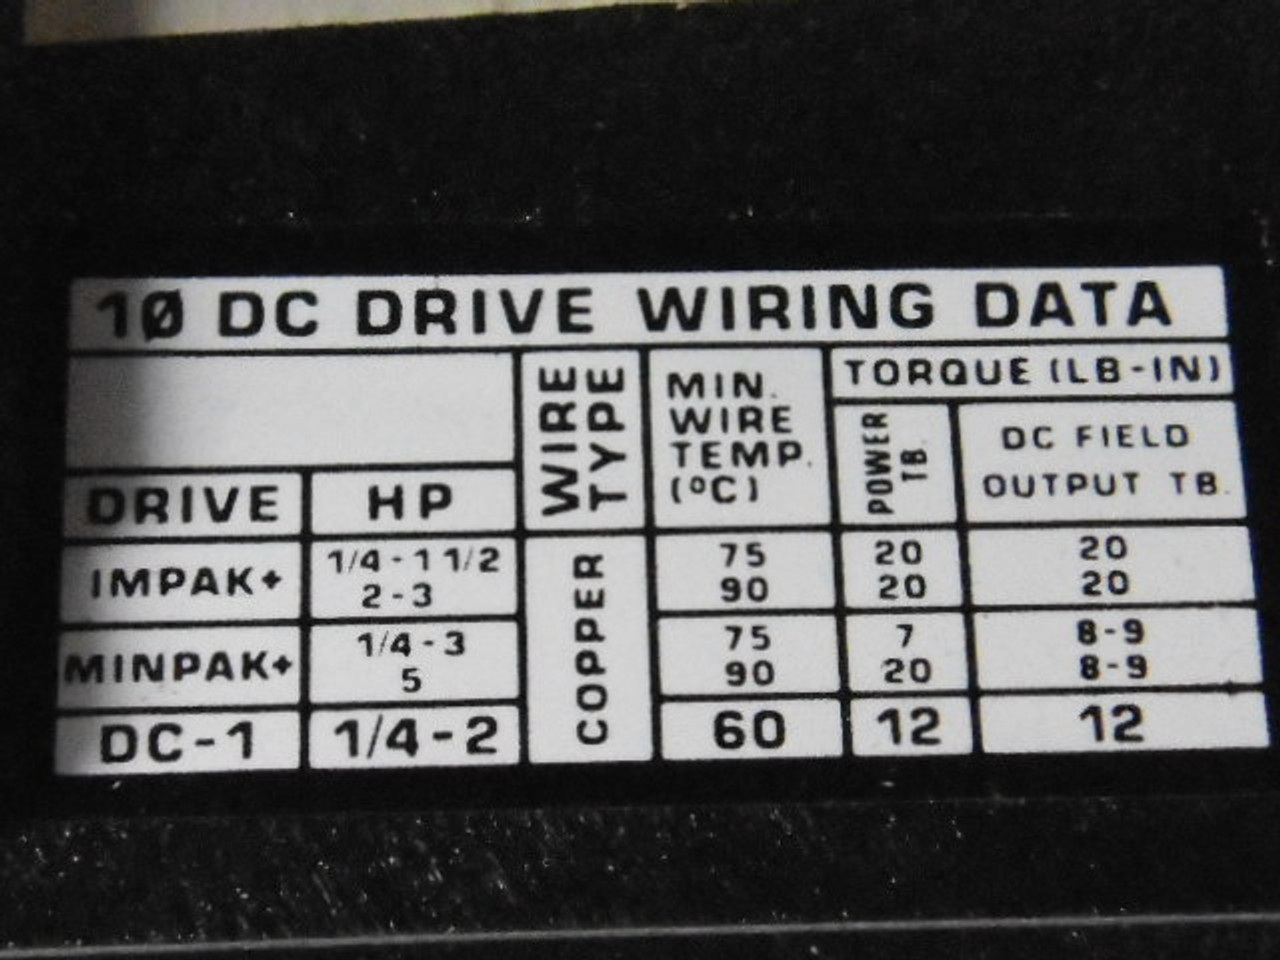 1Ø DC DRIVE WIRING DATA
WIRE TYPE
MIN.
WIRE
TEMP.
(ºC)
TORQUE (LB-IN)
POWER TB.
DC FIELD
OUTPUT TB.
DRIVE HP
IMPAK+ 1/4 - 1 1/2 75 20 20
2 - 3 90 20 20
COPPER
MINPAK+ 1/4 - 3 75 7 8-9
5 90 20 8-9
DC-1 1/4-2 60 12 12